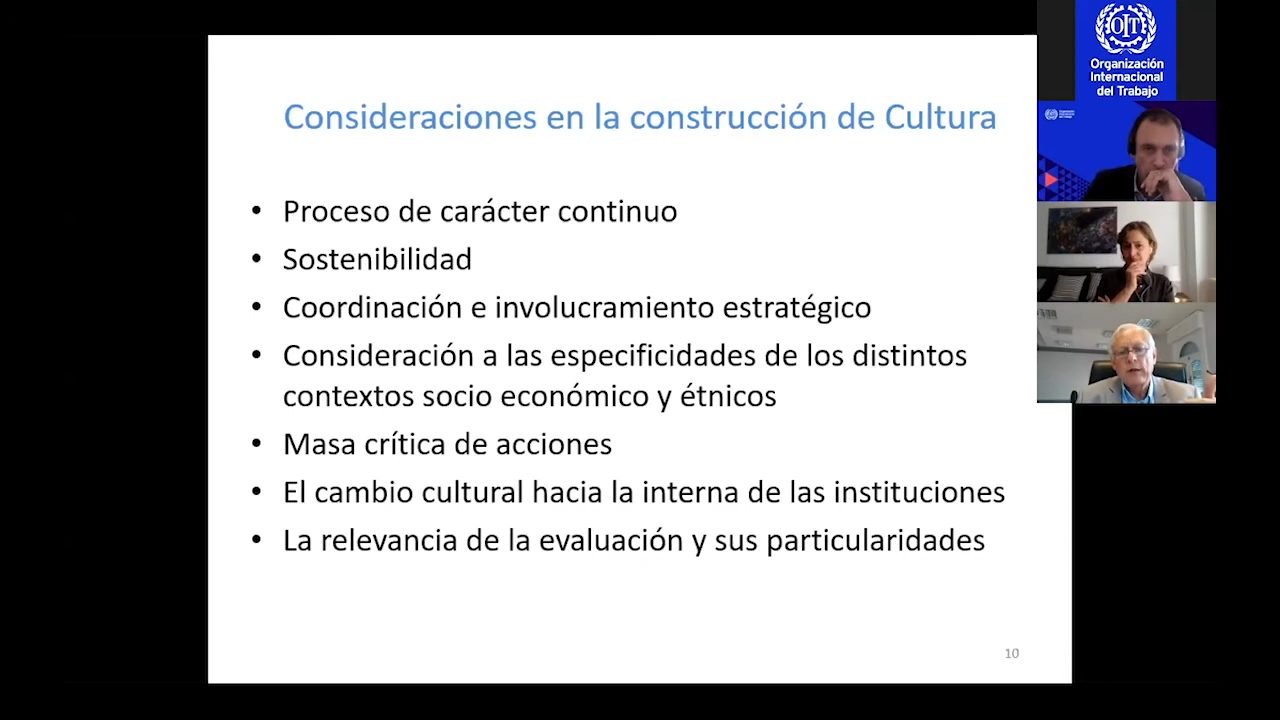 Consideraciones en la construcción de Cultura
• Proceso de carácter continuo
• Sostenibilidad
• Coordinación e involucramiento estratégico
• Consideración a las especificidades de los distintos
contextos socio económico y étnicos
• Masa crítica de acciones
• El cambio cultural hacia la interna de las instituciones
• La relevancia de la evaluación y sus particularidades
10
OIT
Organización
Internacional
del Trabajo